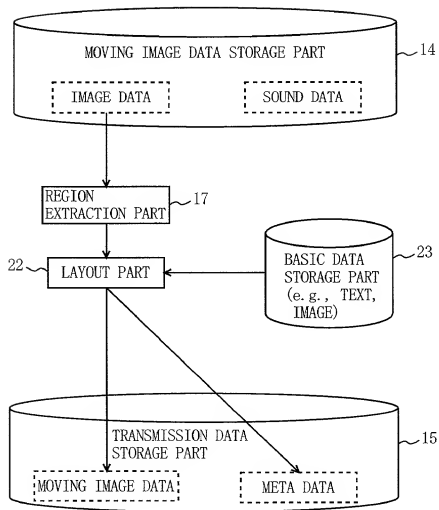 MOVING IMAGE DATA STORAGE PART
14
IMAGE DATA
SOUND DATA
REGION
EXTRACTION PART
17
22
LAYOUT PART
BASIC DATA
STORAGE PART
(e.g., TEXT,
IMAGE)
23
TRANSMISSION DATA
STORAGE PART
15
MOVING IMAGE DATA
META DATA